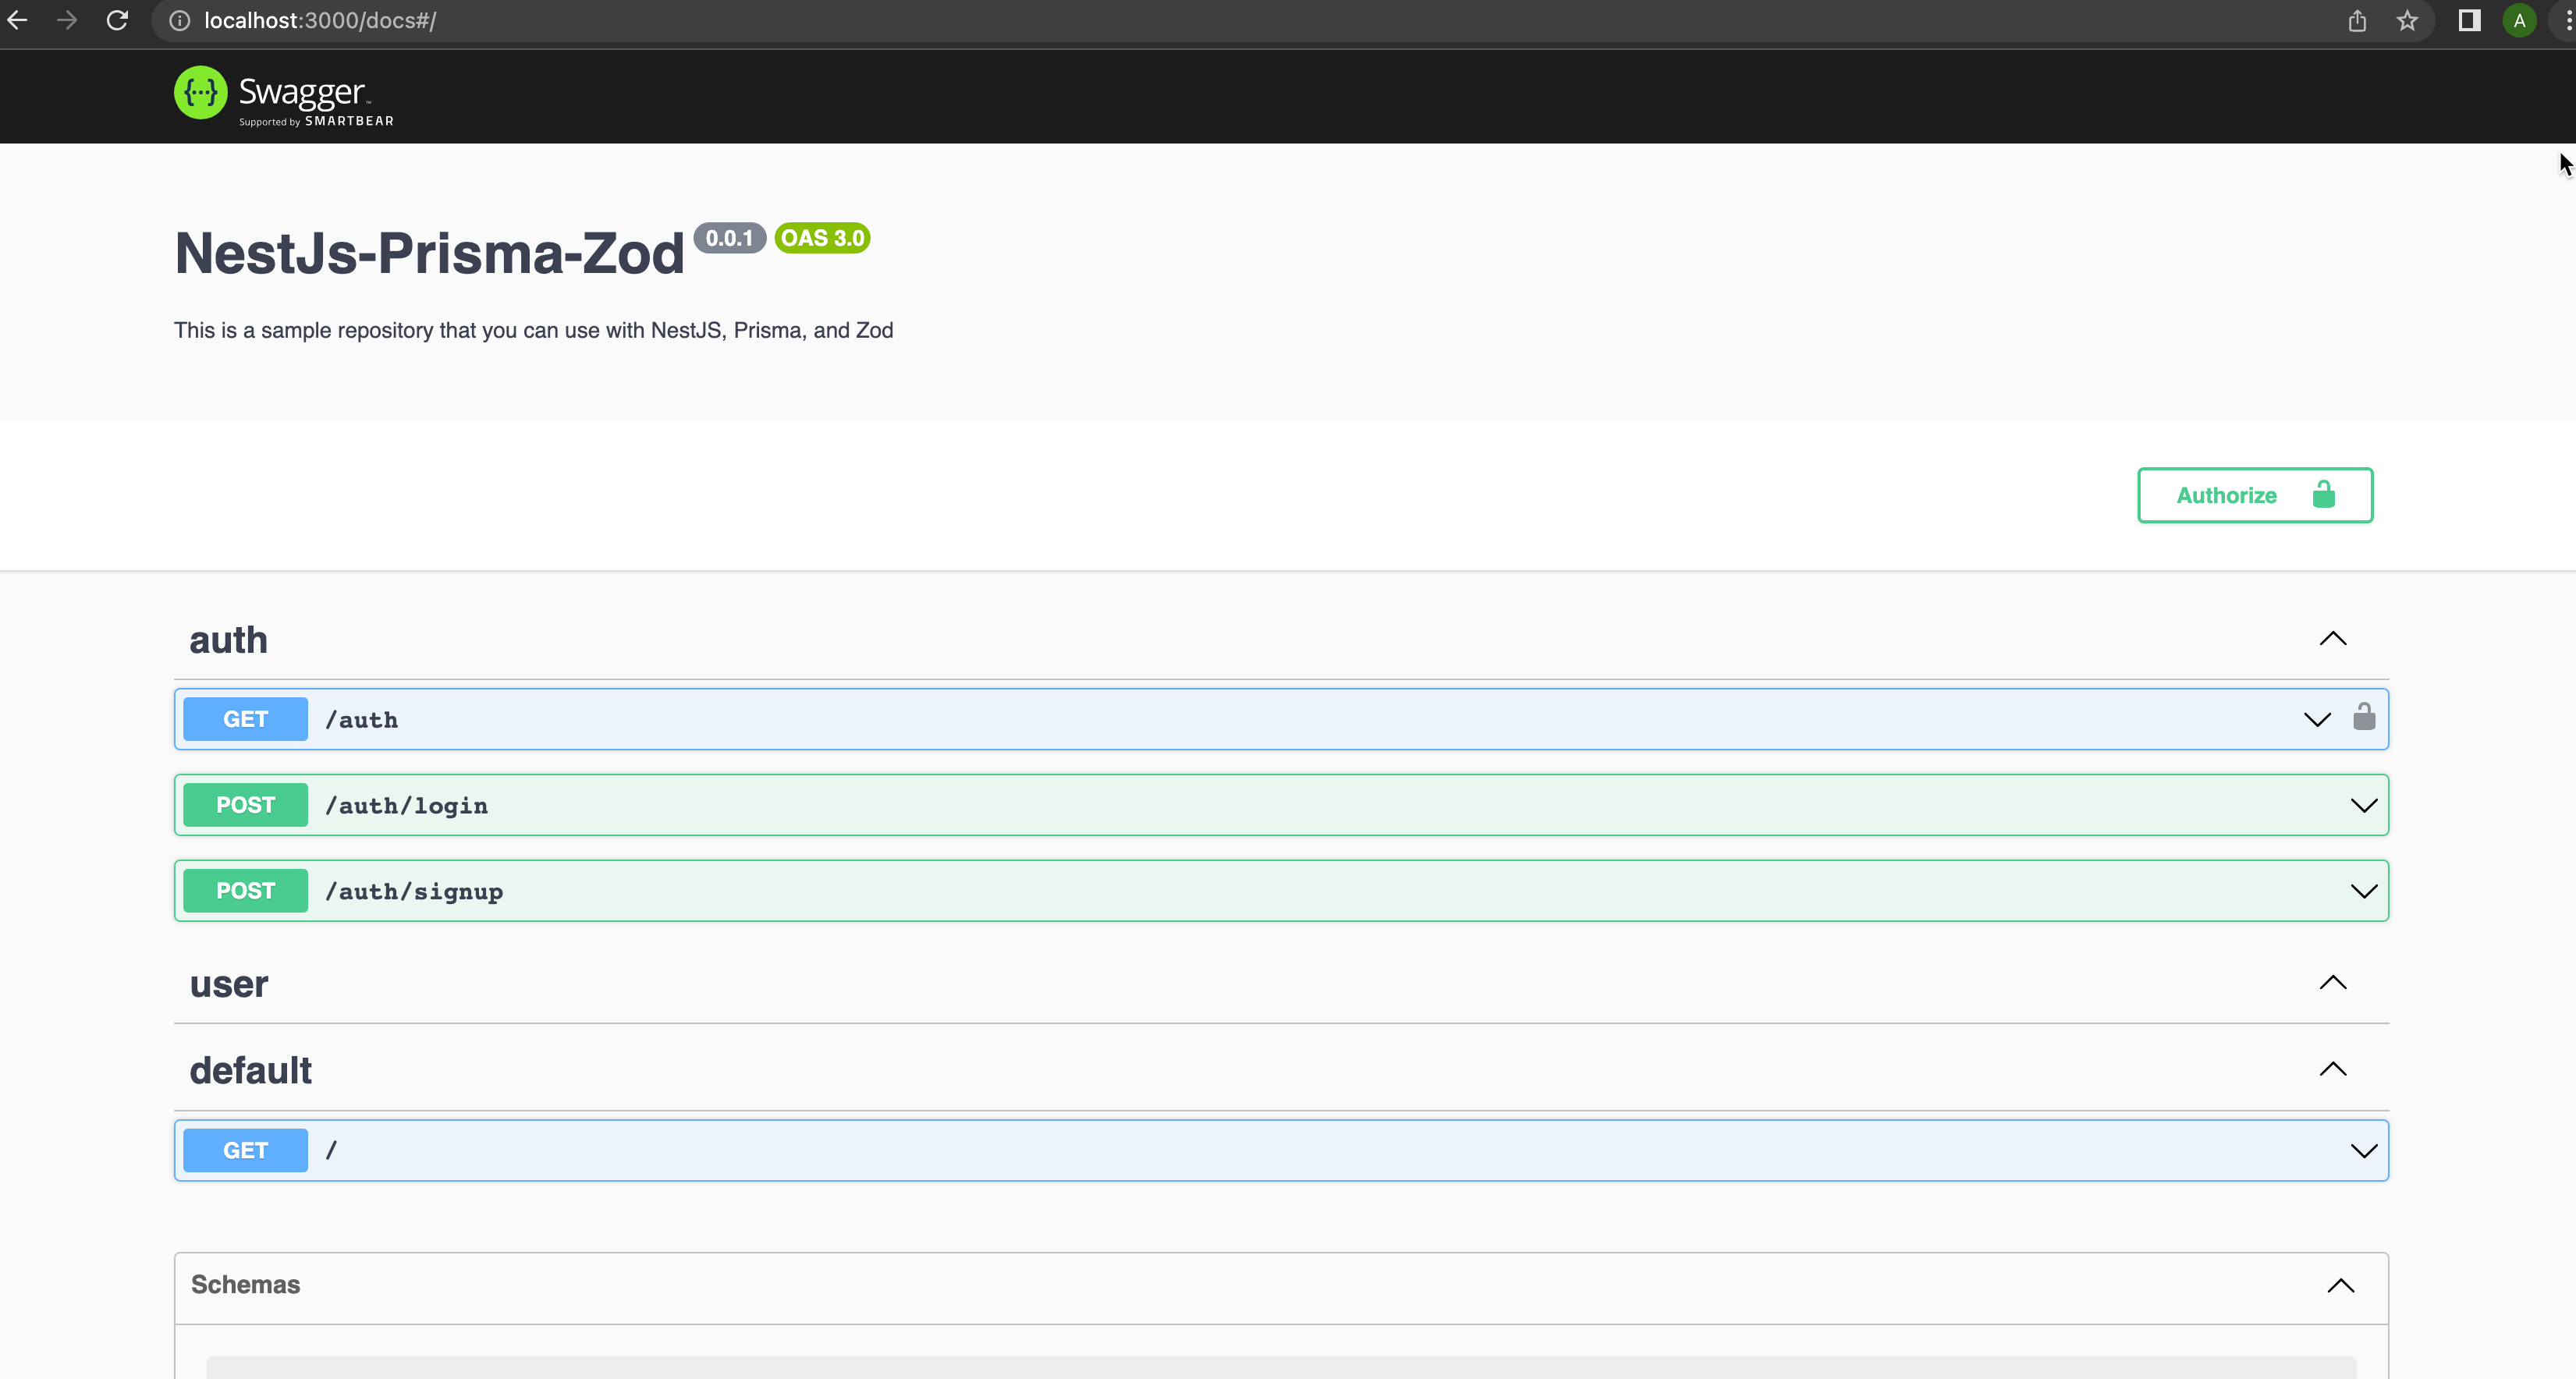 localhost:3000/docs#/
A
{···} Swagger™
Supported by SMARTBEAR
NestJs-Prisma-Zod 0.0.1 OAS 3.0
This is a sample repository that you can use with NestJS, Prisma, and Zod
Authorize
auth
GET /auth
POST /auth/login
POST /auth/signup
user
default
GET /
Schemas